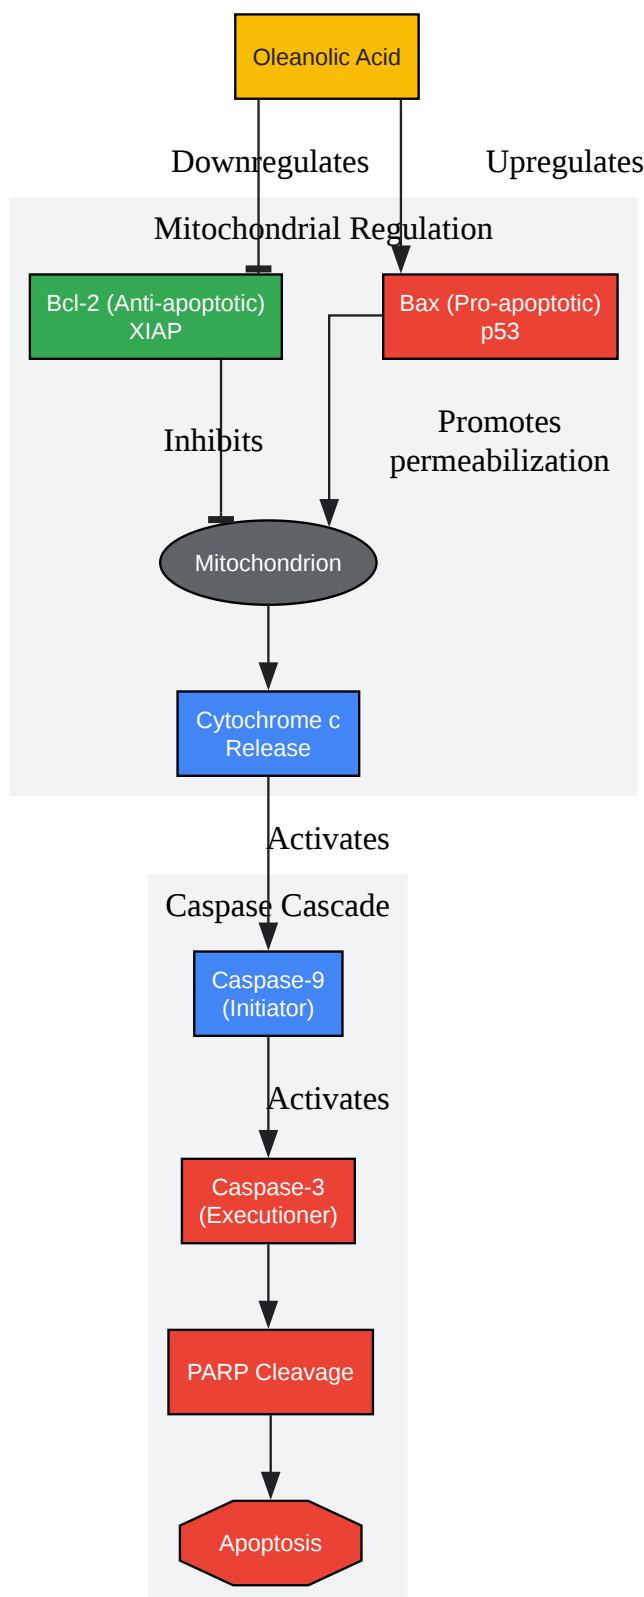 Oleanolic Acid
Downregulates
Upregulates
Mitochondrial Regulation
Bcl-2 (Anti-apoptotic)
XIAP
Bax (Pro-apoptotic)
p53
Inhibits
Promotes
permeabilization
Mitochondrion
Cytochrome c
Release
Activates
Caspase Cascade
Caspase-9
(Initiator)
Activates
Caspase-3
(Executioner)
PARP Cleavage
Apoptosis